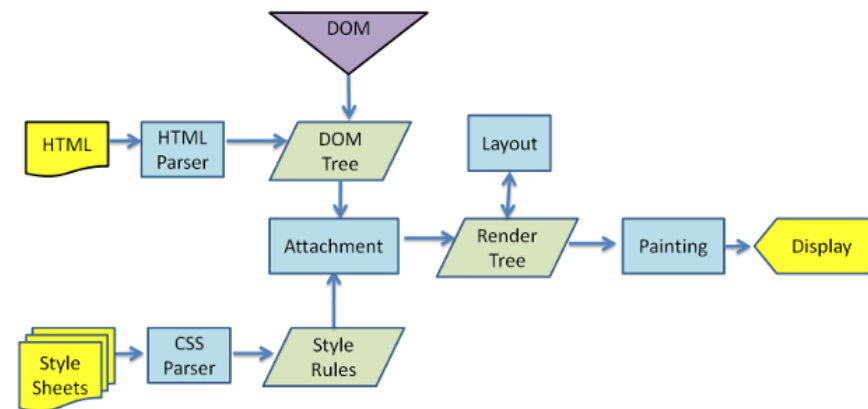 DOM
HTML
HTML
Parser
DOM
Tree
Layout
Attachment
Render
Tree
Painting
Display
Style
Sheets
CSS
Parser
Style
Rules